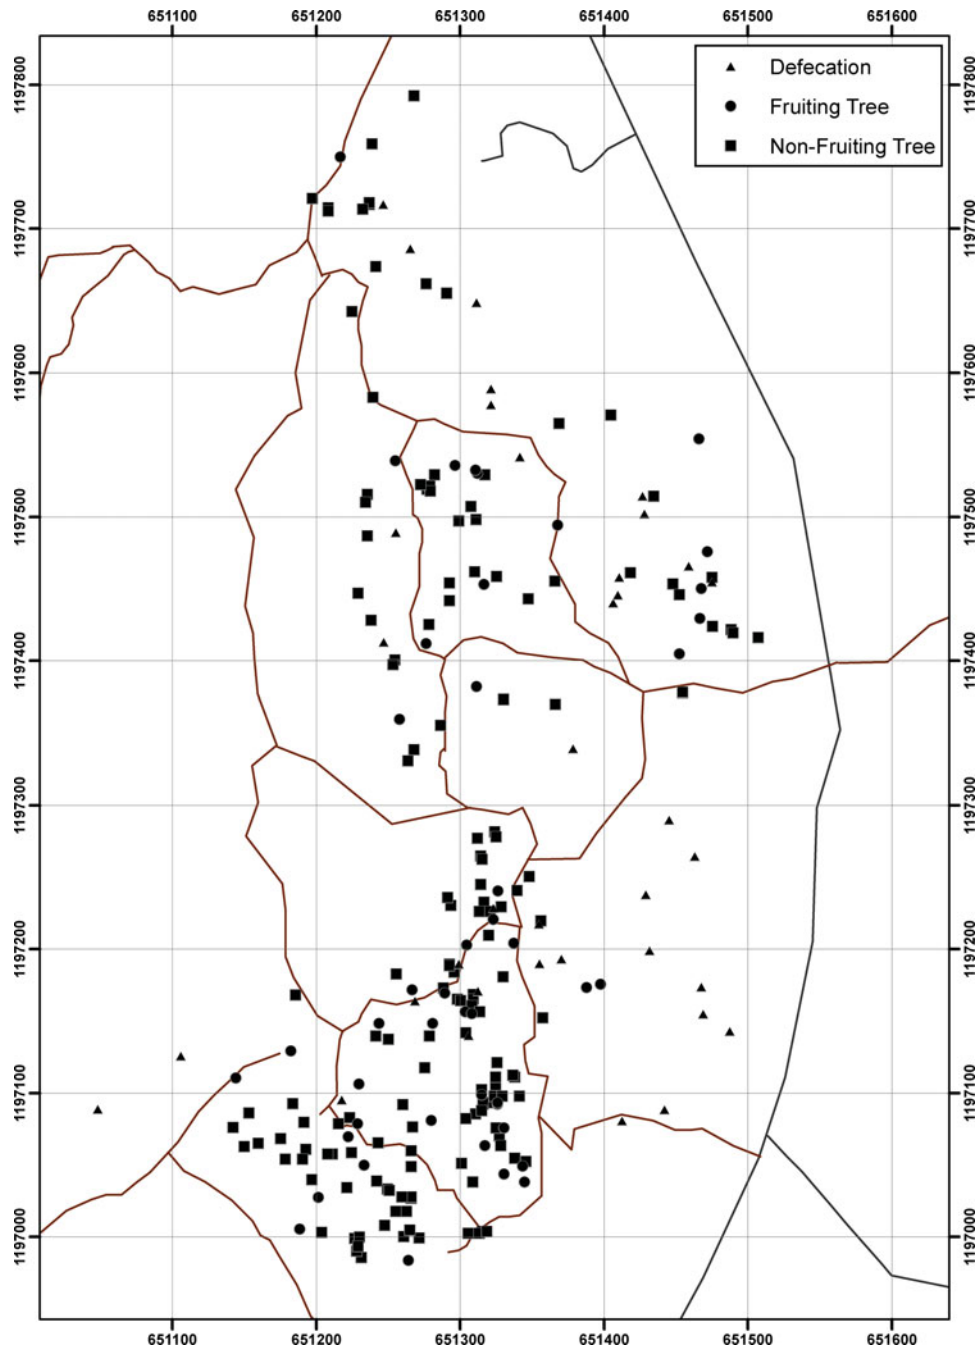 651100 651200 651300 651400 651500 651600
Defecation
Fruiting Tree
Non-Fruiting Tree
1197800 1197800
1197700 1197700
1197600 1197600
1197500 1197500
1197400 1197400
1197300 1197300
1197200 1197200
1197100 1197100
1197000 1197000
651100 651200 651300 651400 651500 651600